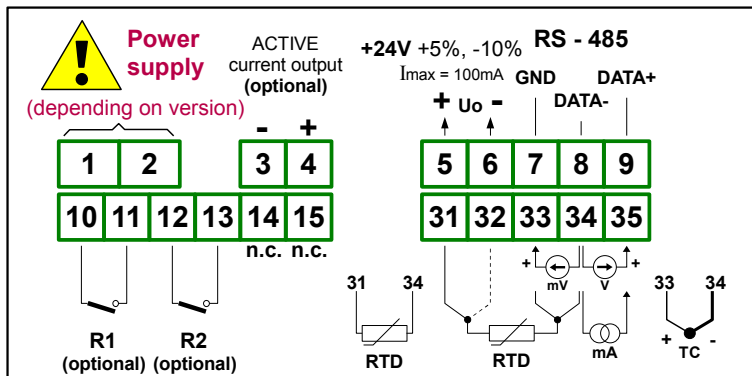 Power
supply
(depending on version)
ACTIVE
current output
(optional)
- +
+24V +5%, -10%
Imax = 100mA
+ Uo -
RS - 485
GND
DATA-
DATA+
1 2 3 4
10 11 12 13 14 15
n.c. n.c.
5 6 7 8 9
31 32 33 34 35
R1
(optional)
R2
(optional)
31 34
RTD
RTD
+ mV
V +
mA
33 34
+ TC -